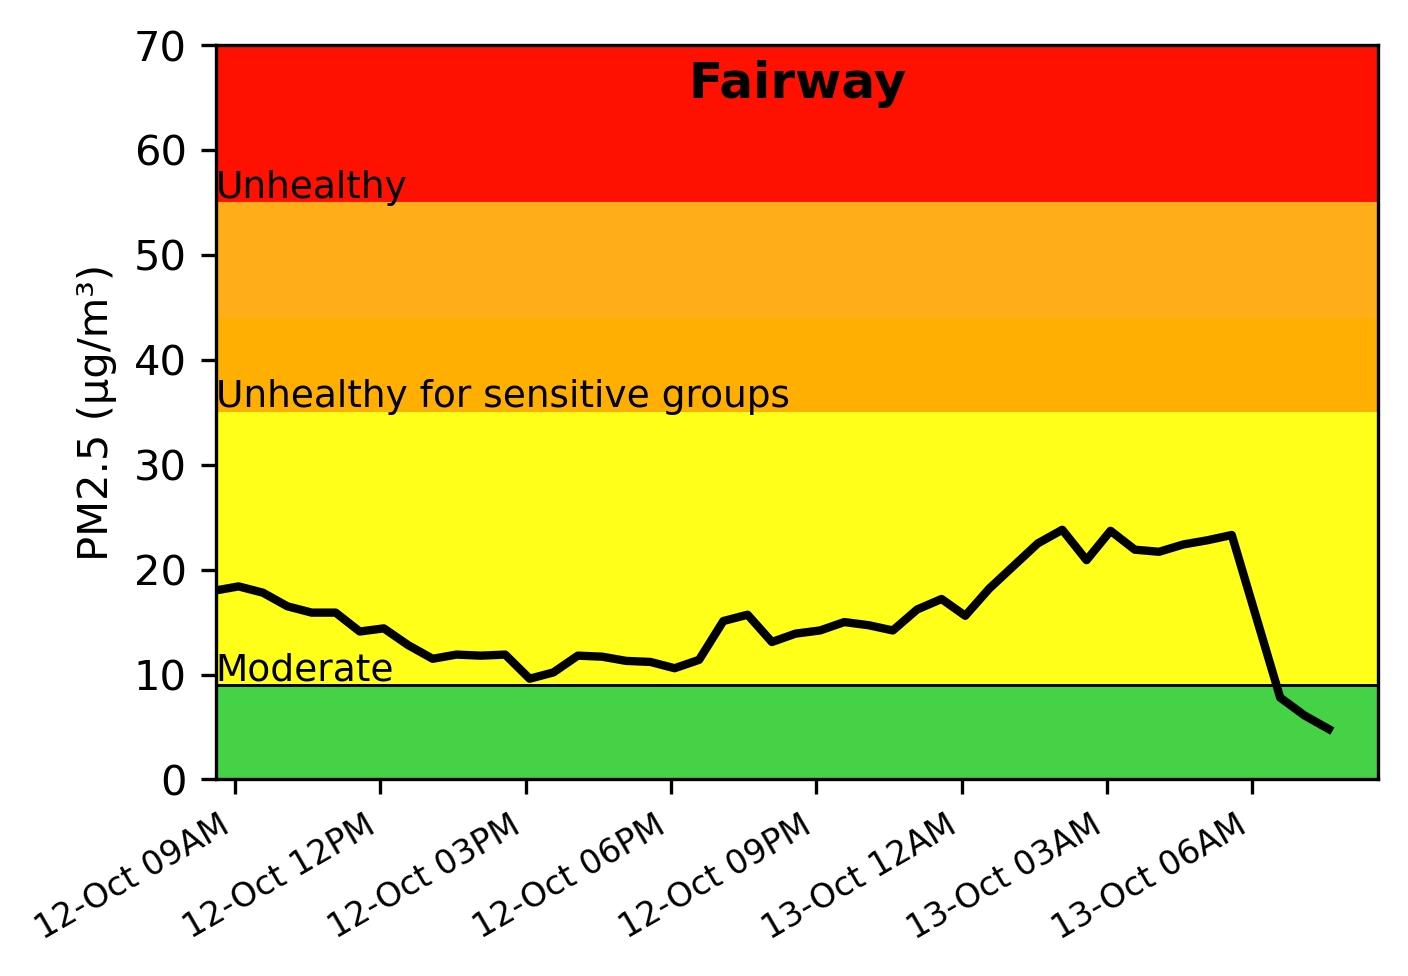 Fairway
70
60
50
40
30
20
10
0
PM2.5 (µg/m³)
Unhealthy
Unhealthy for sensitive groups
Moderate
12-Oct 09AM
12-Oct 12PM
12-Oct 03PM
12-Oct 06PM
12-Oct 09PM
13-Oct 12AM
13-Oct 03AM
13-Oct 06AM